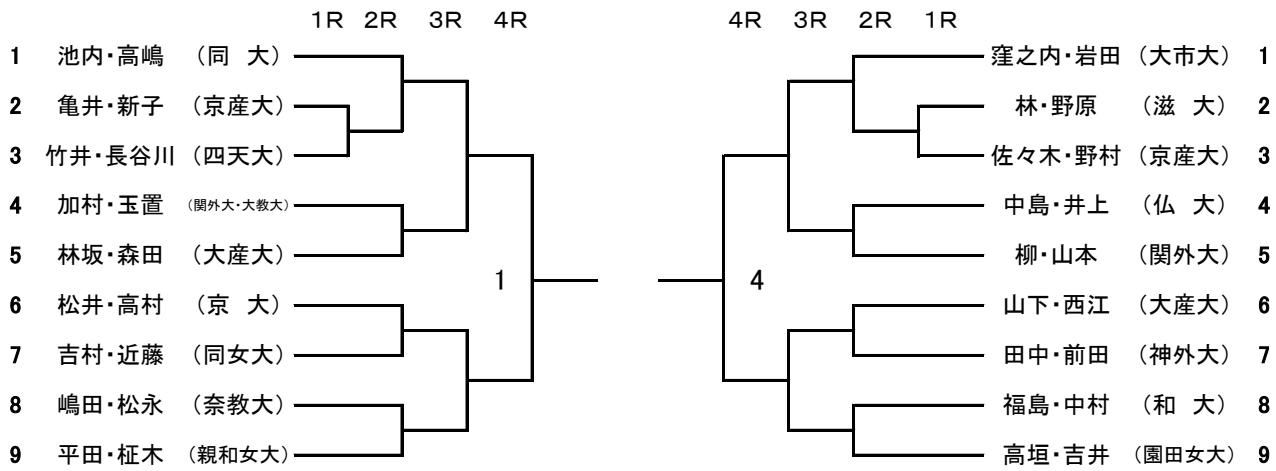 1R 2R 3R 4R 4R 3R 2R 1R
1 池内・高嶋 （同 大） 窪之内・岩田 （大市大） 1
2 亀井・新子 （京産大） 林・野原 （滋 大） 2
3 竹井・長谷川 （四天大） 佐々木・野村 （京産大） 3
4 加村・玉置 （関外大・大教大） 中島・井上 （仏 大） 4
5 林坂・森田 （大産大） 柳・山本 （関外大） 5
1 4
6 松井・高村 （京 大） 山下・西江 （大産大） 6
7 吉村・近藤 （同女大） 田中・前田 （神外大） 7
8 嶋田・松永 （奈教大） 福島・中村 （和 大） 8
9 平田・柾木 （親和女大） 高垣・吉井 （園田女大） 9